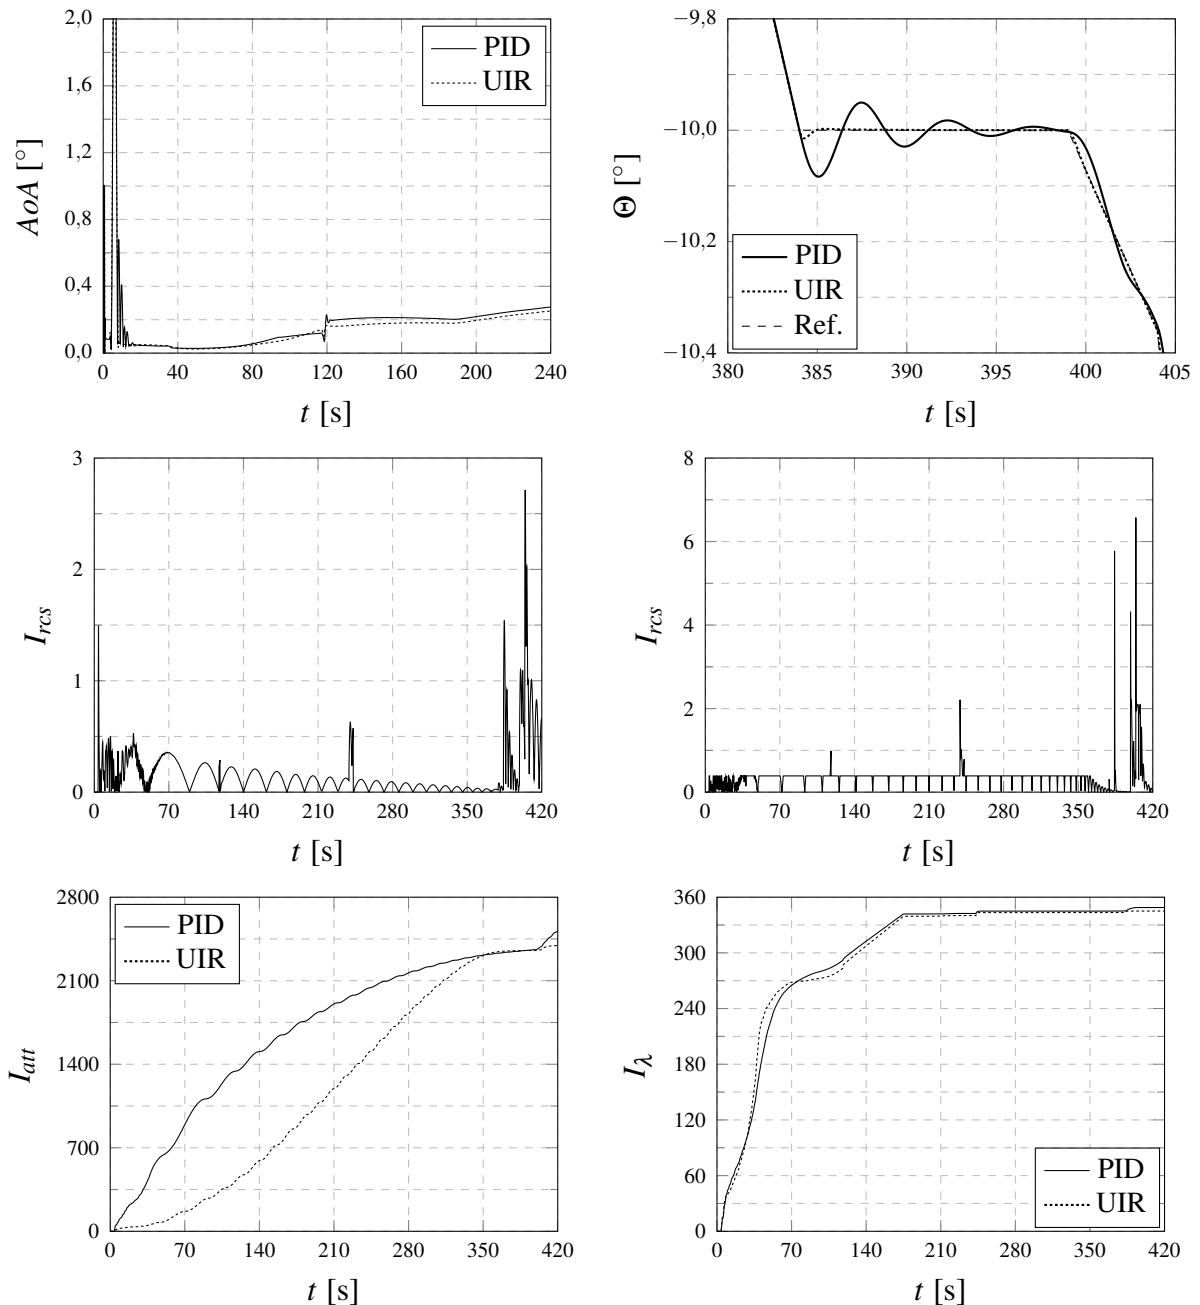 2,0
1,6
1,2
0,8
0,4
0,0
AoA [°]
PID
UIR
0 40 80 120 160 200 240
t [s]
−9,8
−10,0
−10,2
−10,4
Θ [°]
PID
UIR
Ref.
380 385 390 395 400 405
t [s]
3
2
1
0
I_rcs
0 70 140 210 280 350 420
t [s]
8
6
4
2
0
I_rcs
0 70 140 210 280 350 420
t [s]
2800
2100
1400
700
0
I_att
PID
UIR
0 70 140 210 280 350 420
t [s]
360
300
240
180
120
60
0
I_λ
PID
UIR
0 70 140 210 280 350 420
t [s]